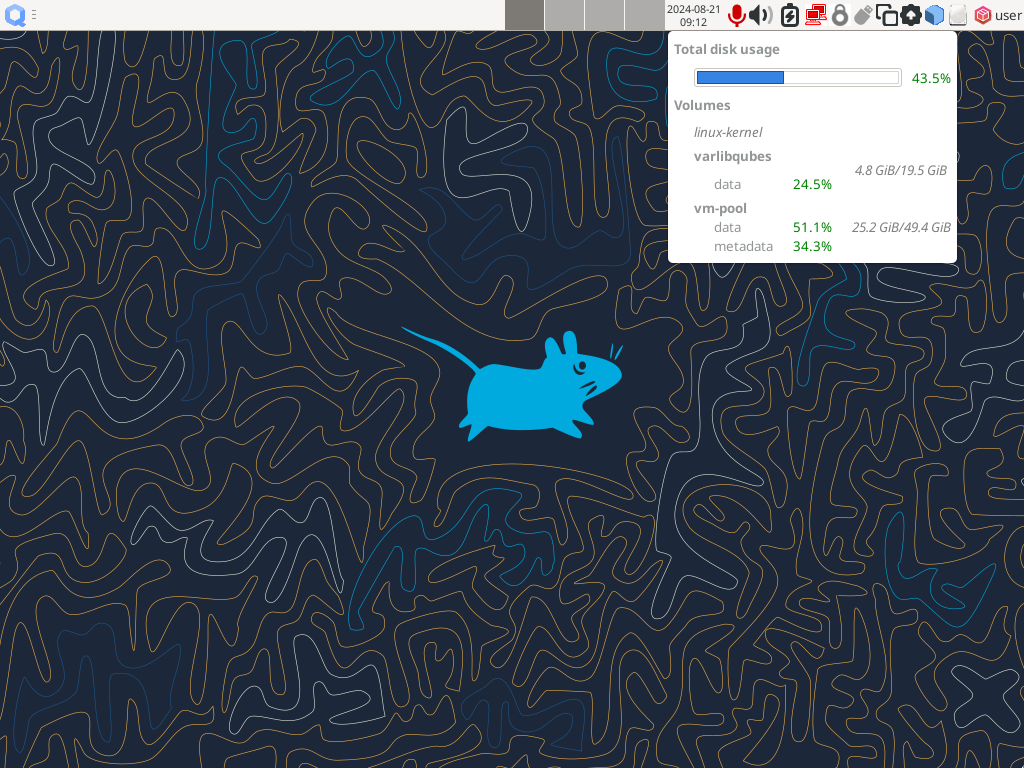 2024-08-21
09:12
user
Total disk usage
43.5%
Volumes
linux-kernel
varlibqubes
4.8 GiB/19.5 GiB
data 24.5%
vm-pool
data 51.1% 25.2 GiB/49.4 GiB
metadata 34.3%